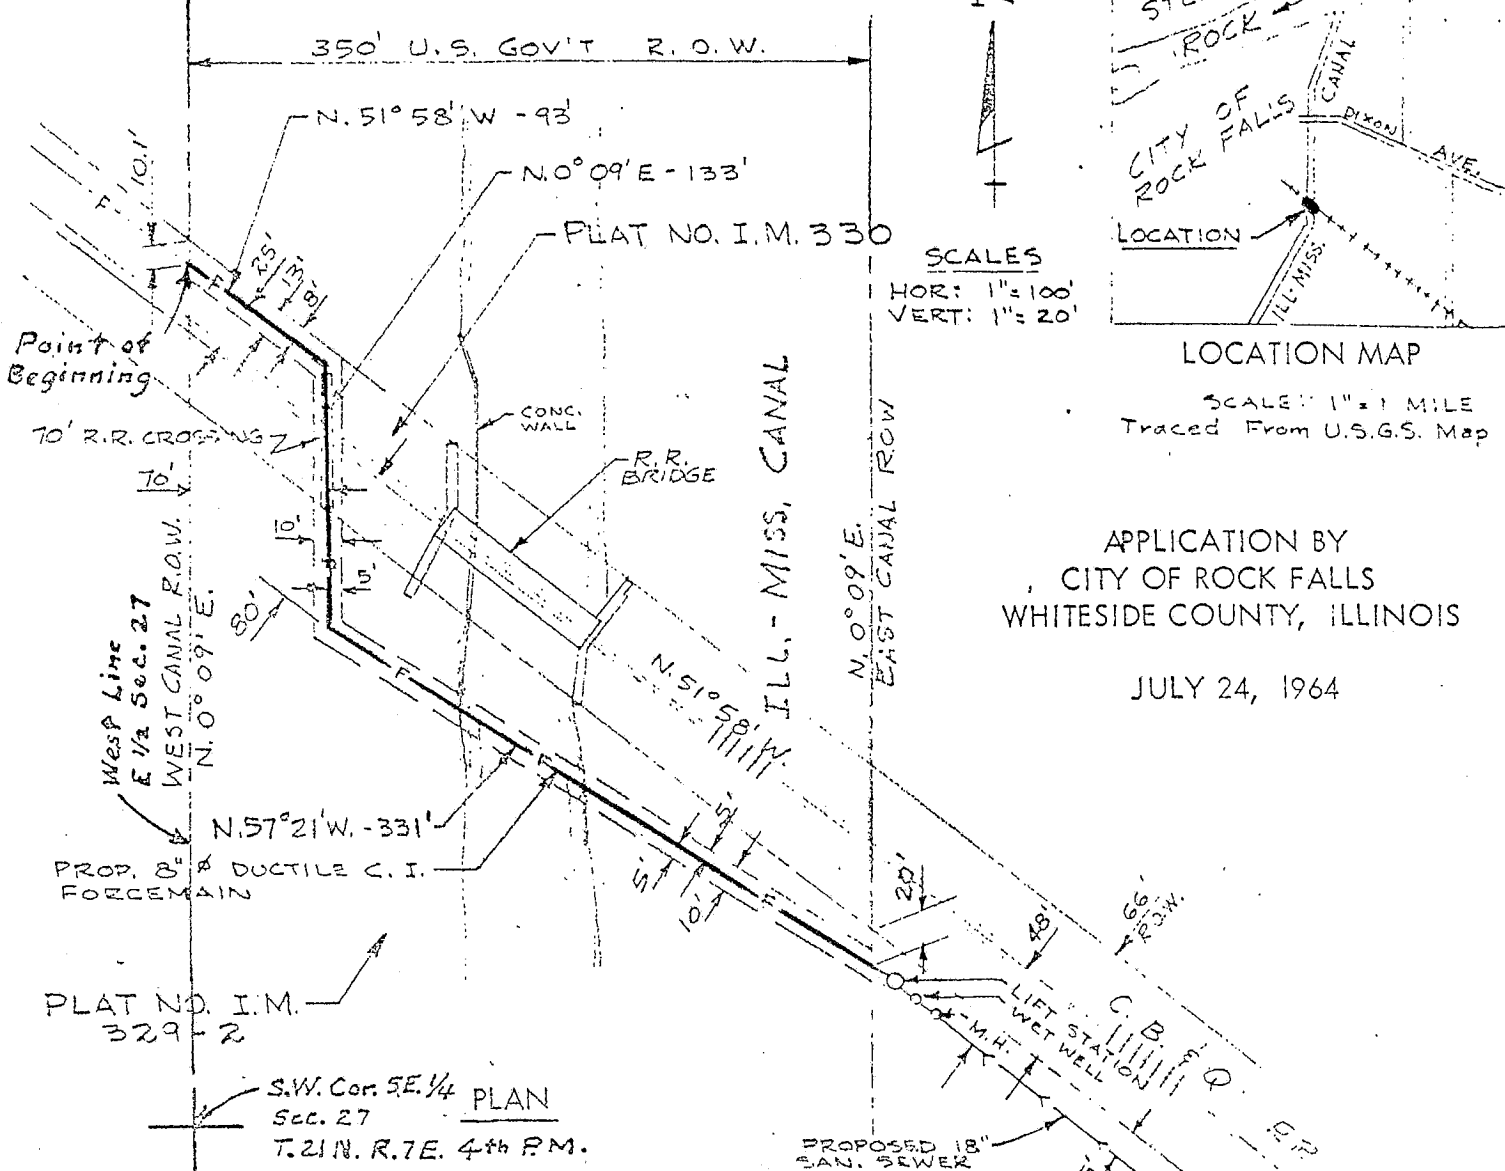 350' U.S. GOV'T R.O.W.
N. 51° 58' W - 93'
N. 0° 09' E - 133'
PLAT NO. I.M. 330
10.1'
F
F
25'
13'
8'
Point of
Beginning
70' R.R. CROSSING
70'
10'
5'
80'
CONC.
WALL
R.R.
BRIDGE
ILL. - MISS. CANAL
N. 0° 09' E.
EAST CANAL ROW
West Line
E 1/2 Sec. 27
WEST CANAL R.O.W.
N. 0° 09' E.
N. 51° 58' W.
F
F
N. 57° 21' W. - 331'
PROP. 8" Ø DUCTILE C. I.
FORCEMAIN
5'
5'
10'
20'
48'
66'
R.O.W.
PLAT NO. I.M.
329-2
LIFT STATION
WET WELL
M.H.
C. B. & Q
R.R.
S.W. Cor. S.E. 1/4
Sec. 27
T. 21 N. R. 7 E. 4th P.M.
PLAN
PROPOSED 18"
SAN. SEWER
SCALES
HOR: 1" = 100'
VERT: 1" = 20'
ROCK
CANAL
CITY OF
ROCK FALLS
DIXON AVE.
LOCATION
ILL-MISS.
LOCATION MAP
SCALE: 1" = 1 MILE
Traced From U.S.G.S. Map
APPLICATION BY
CITY OF ROCK FALLS
WHITESIDE COUNTY, ILLINOIS
JULY 24, 1964